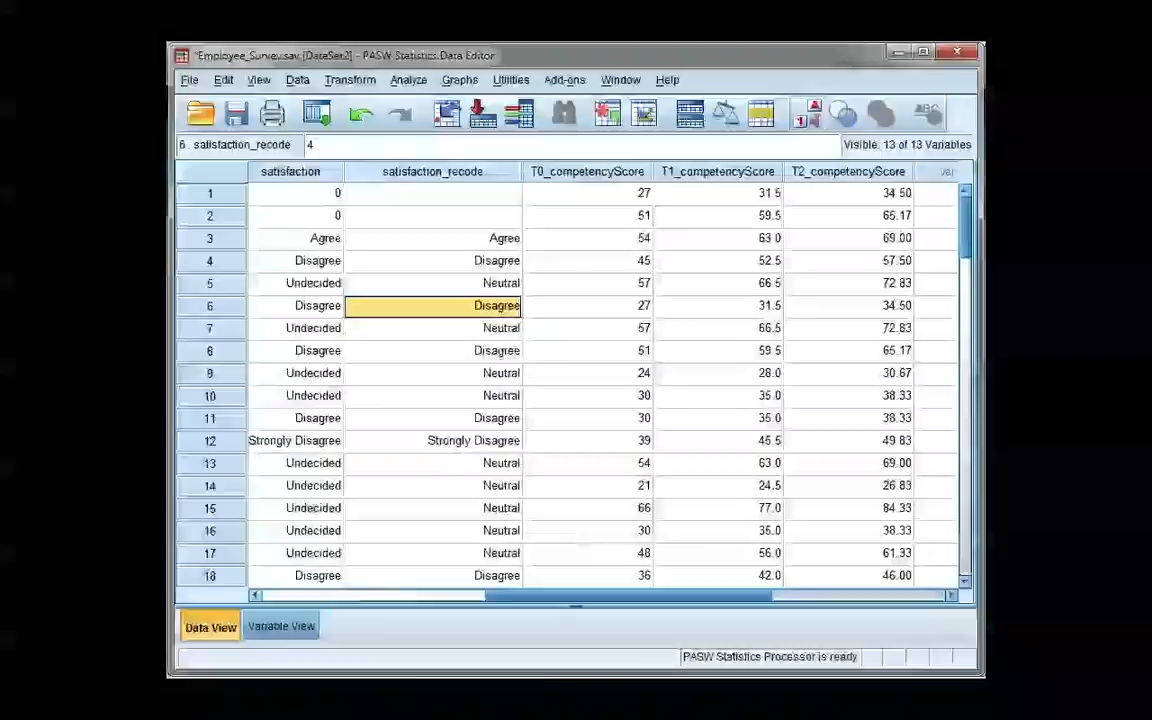 *Employee_Survey.sav [DataSet2] - PASW Statistics Data Editor
File Edit View Data Transform Analyze Graphs Utilities Add-ons Window Help
6 : satisfaction_recode 4 Visible: 13 of 13 Variables
satisfaction satisfaction_recode T0_competencyScore T1_competencyScore T2_competencyScore var
1 0 27 31.5 34.50
2 0 51 59.5 65.17
3 Agree Agree 54 63.0 69.00
4 Disagree Disagree 45 52.5 57.50
5 Undecided Neutral 57 66.5 72.83
6 Disagree Disagree 27 31.5 34.50
7 Undecided Neutral 57 66.5 72.83
8 Disagree Disagree 51 59.5 65.17
9 Undecided Neutral 24 28.0 30.67
10 Undecided Neutral 30 35.0 38.33
11 Disagree Disagree 30 35.0 38.33
12 Strongly Disagree Strongly Disagree 39 45.5 49.83
13 Undecided Neutral 54 63.0 69.00
14 Undecided Neutral 21 24.5 26.83
15 Undecided Neutral 66 77.0 84.33
16 Undecided Neutral 30 35.0 38.33
17 Undecided Neutral 48 56.0 61.33
18 Disagree Disagree 36 42.0 46.00
Data View Variable View
PASW Statistics Processor is ready